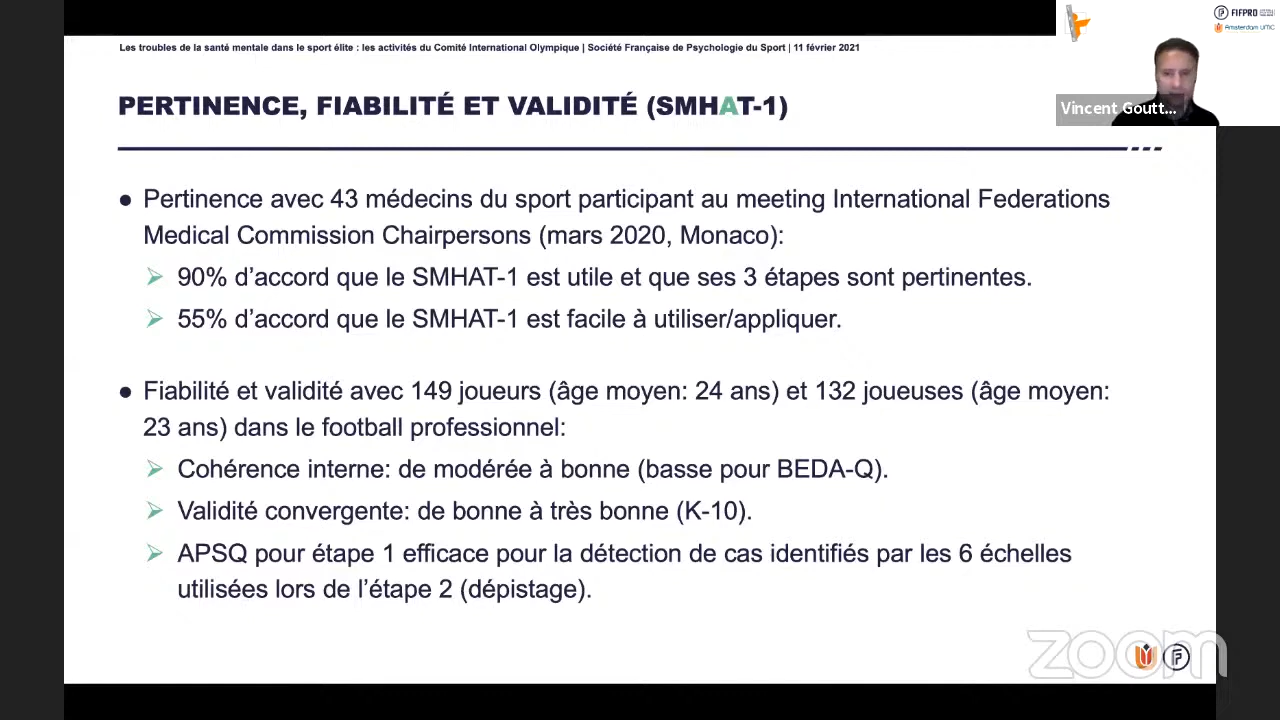 Les troubles de la santé mentale dans le sport élite : les activités du Comité International Olympique | Société Française de Psychologie du Sport | 11 février 2021
FIFPRO
Amsterdam UMC
PERTINENCE, FIABILITÉ ET VALIDITÉ (SMHAT-1)
Vincent Goutt...
● Pertinence avec 43 médecins du sport participant au meeting International Federations
Medical Commission Chairpersons (mars 2020, Monaco):
➢ 90% d’accord que le SMHAT-1 est utile et que ses 3 étapes sont pertinentes.
➢ 55% d’accord que le SMHAT-1 est facile à utiliser/appliquer.
● Fiabilité et validité avec 149 joueurs (âge moyen: 24 ans) et 132 joueuses (âge moyen:
23 ans) dans le football professionnel:
➢ Cohérence interne: de modérée à bonne (basse pour BEDA-Q).
➢ Validité convergente: de bonne à très bonne (K-10).
➢ APSQ pour étape 1 efficace pour la détection de cas identifiés par les 6 échelles
utilisées lors de l’étape 2 (dépistage).
zoom